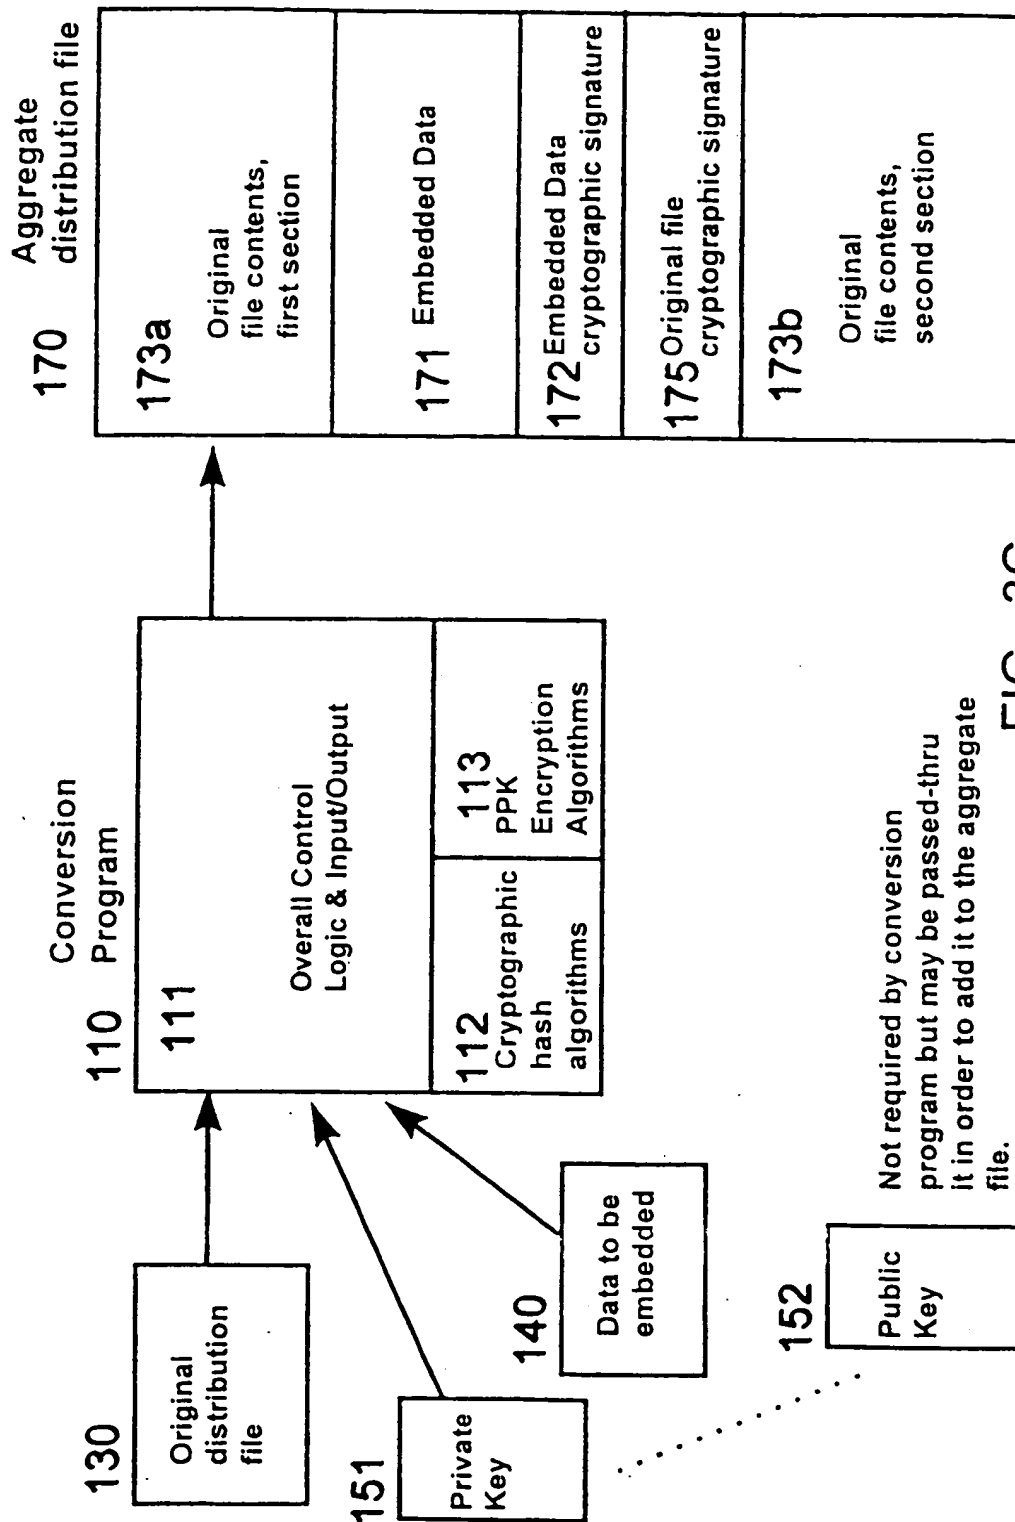 130
Original
distribution
file
151
Private
Key
140
Data to be
embedded
152
Public
Key
Not required by conversion
program but may be passed-thru
it in order to add it to the aggregate
file.
Conversion
110 Program
111
Overall Control
Logic & Input/Output
112
Cryptographic
hash
algorithms
113
PPK
Encryption
Algorithms
Aggregate
170 distribution file
173a
Original
file contents,
first section
171 Embedded Data
172 Embedded Data
cryptographic signature
175 Original file
cryptographic signature
173b
Original
file contents,
second section